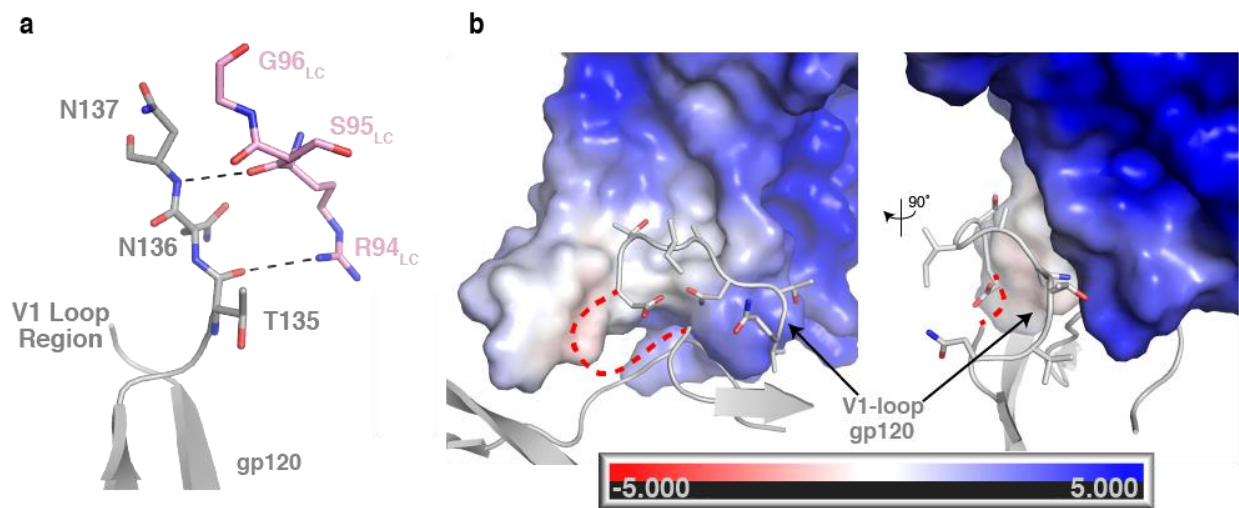 a
b
G96LC
N137
S95LC
N136
R94LC
V1 Loop
Region
T135
gp120
90°
V1-loop
gp120
-5.000
5.000